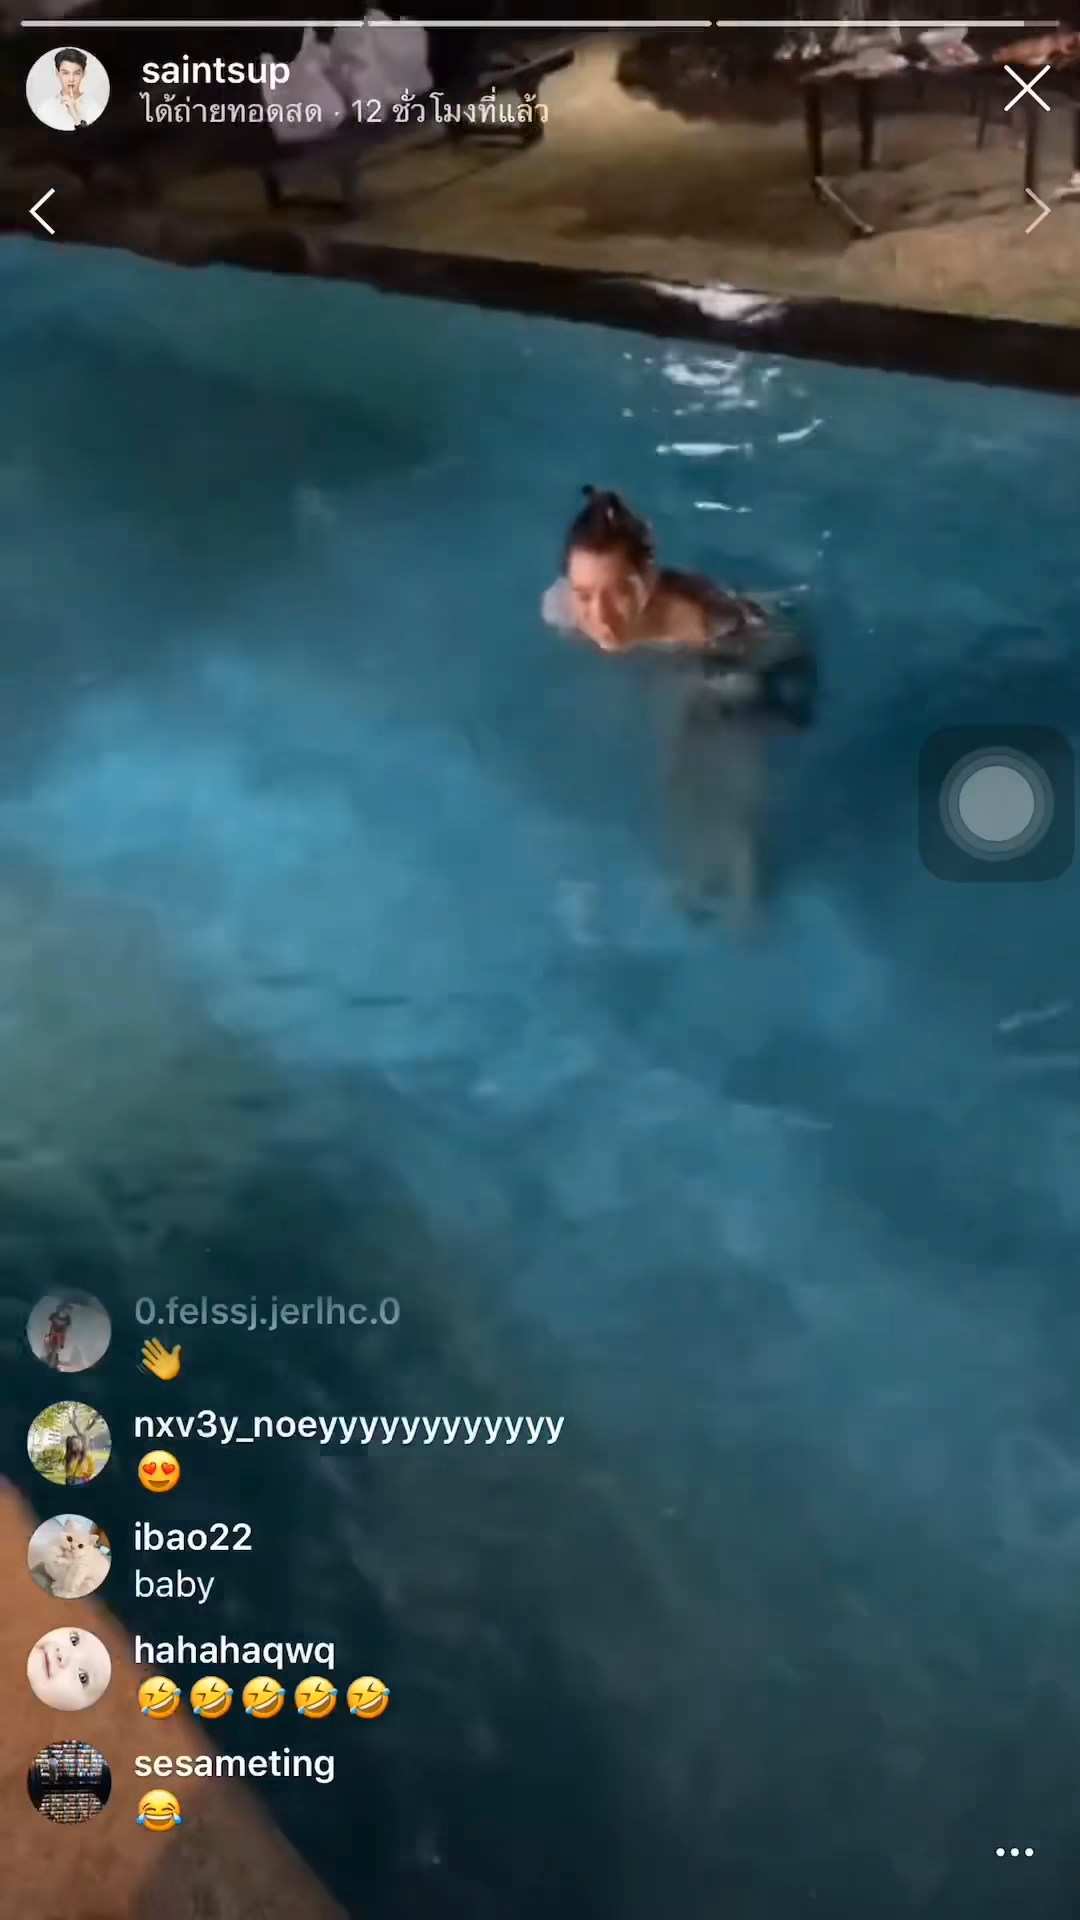 saintsup
ได้ถ่ายทอดสด · 12 ชั่วโมงที่แล้ว
0.felssj.jerlhc.0
👋
nxv3y_noeyyyyyyyyyyyy
😍
ibao22
baby
hahahaqwq
🤣🤣🤣🤣🤣
sesameting
😂